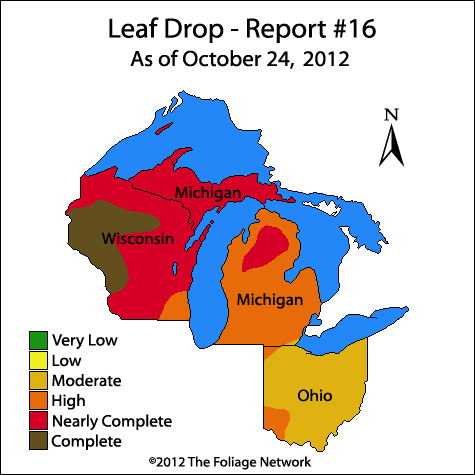 Leaf Drop - Report #16
As of October 24, 2012
N
Michigan
Wisconsin
Michigan
Ohio
Very Low
Low
Moderate
High
Nearly Complete
Complete
©2012 The Foliage Network